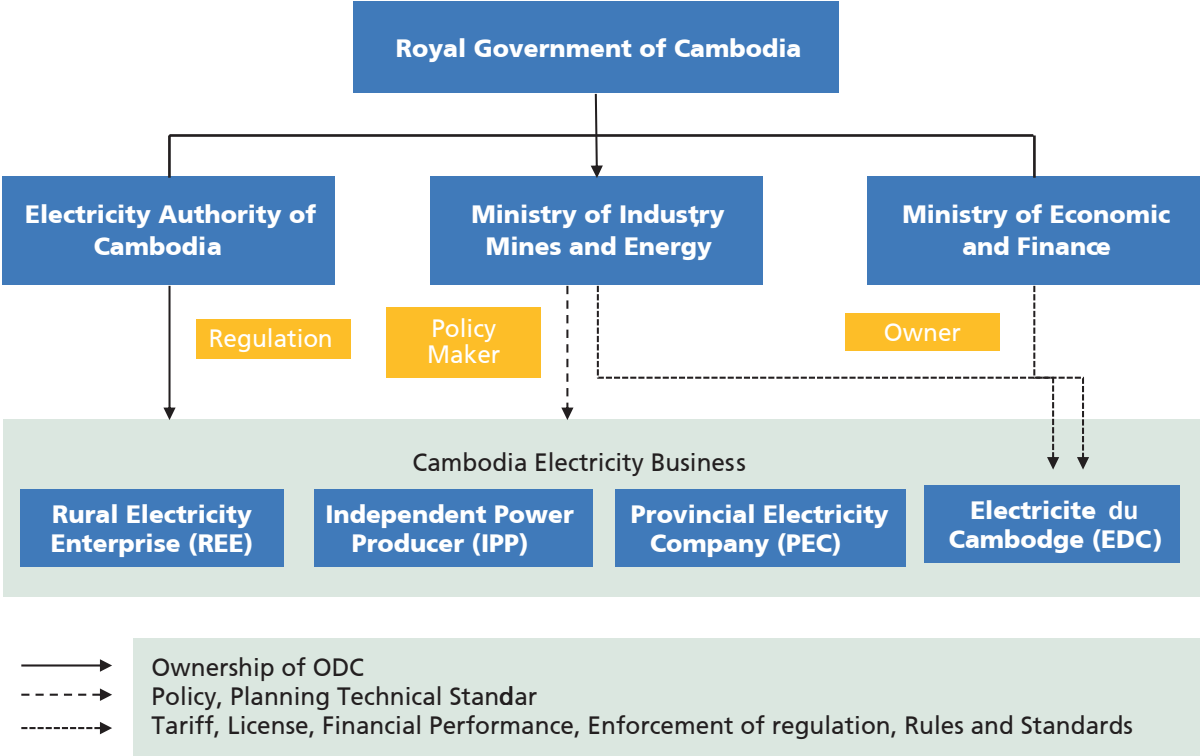 Royal Government of Cambodia
Electricity Authority of
Cambodia
Ministry of Industry
Mines and Energy
Ministry of Economic
and Finance
Regulation
Policy
Maker
Owner
Cambodia Electricity Business
Rural Electricity
Enterprise (REE)
Independent Power
Producer (IPP)
Provincial Electricity
Company (PEC)
Electricite du
Cambodge (EDC)
Ownership of ODC
Policy, Planning Technical Standar
Tariff, License, Financial Performance, Enforcement of regulation, Rules and Standards